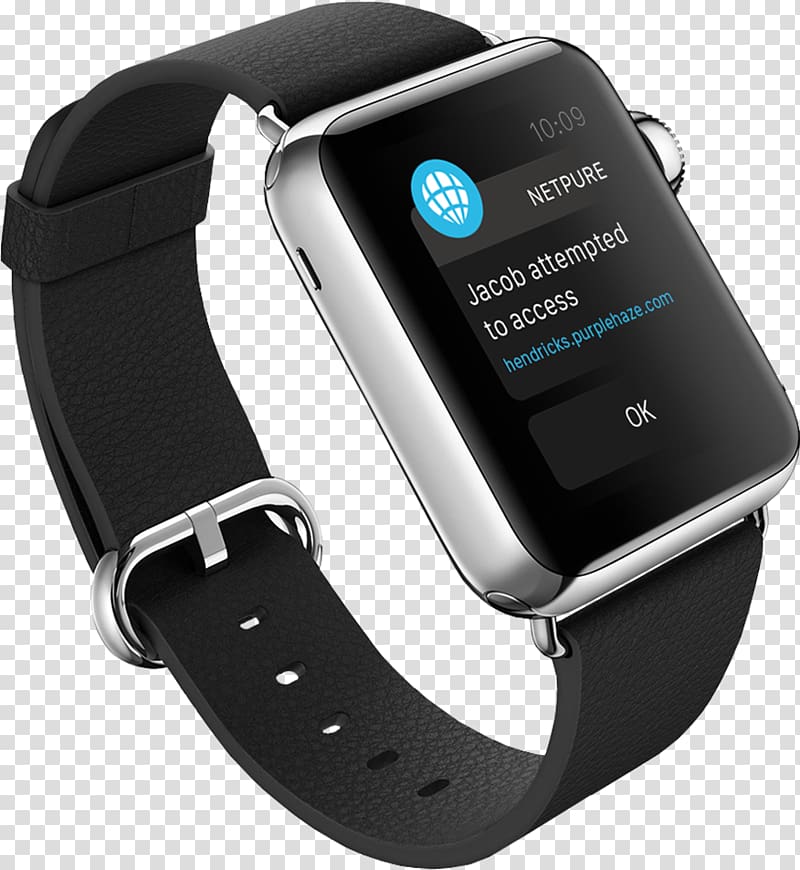 10:09
NETPURE
Jacob attempted
to access
hendricks.purplehaze.com
OK